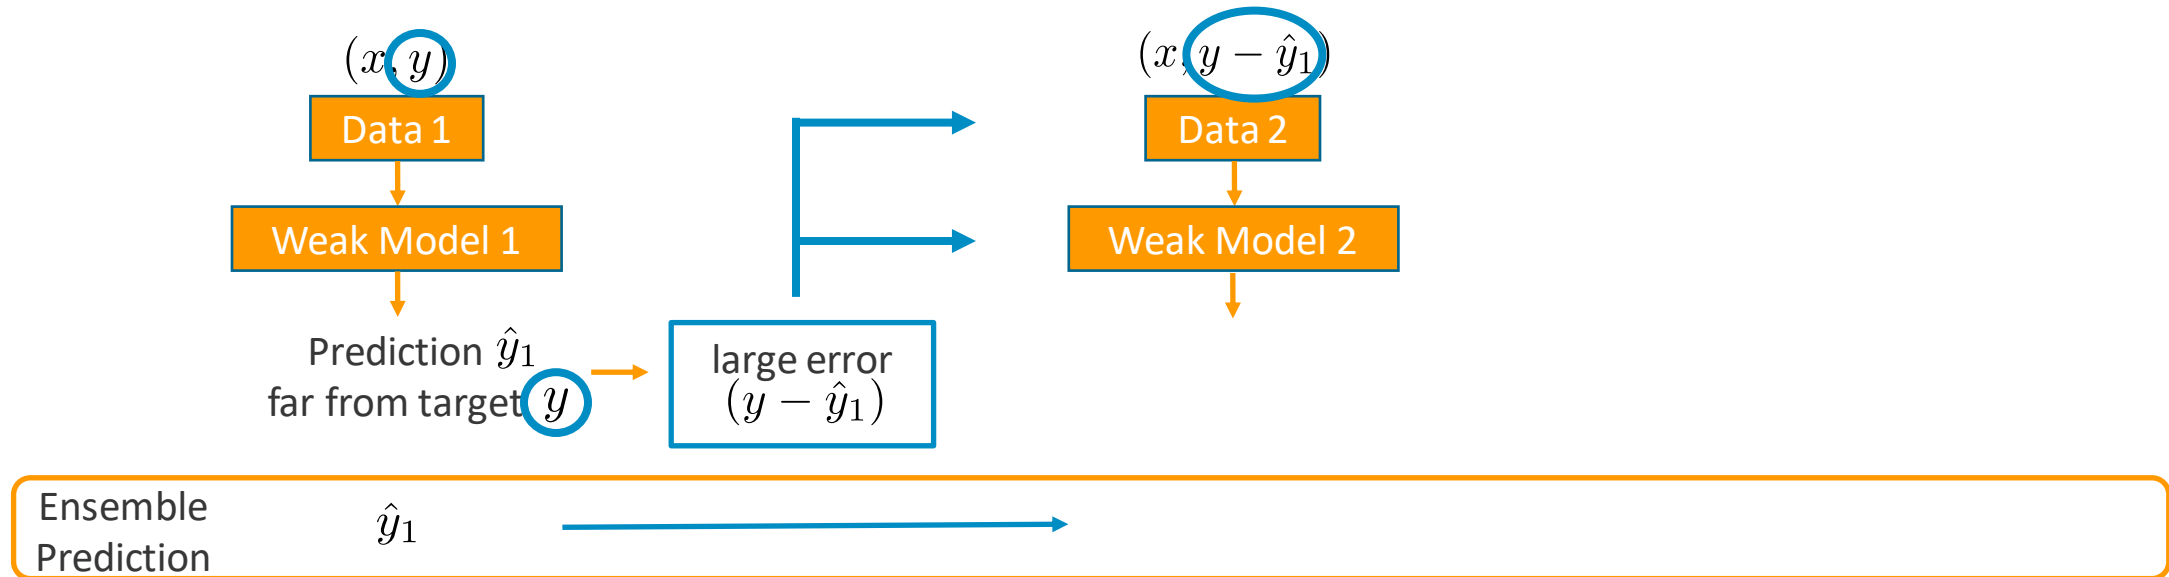 (x, y)
Data 1
Weak Model 1
Prediction ŷ₁
far from target y
large error
(y − ŷ₁)
(x, y − ŷ₁)
Data 2
Weak Model 2
Ensemble
Prediction
ŷ₁